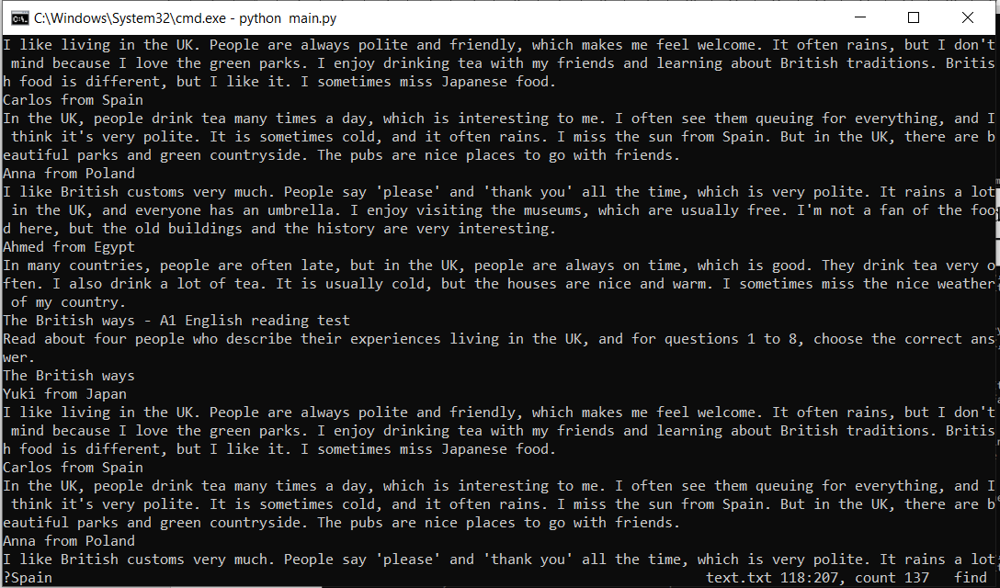 C:\Windows\System32\cmd.exe - python  main.py
I like living in the UK. People are always polite and friendly, which makes me feel welcome. It often rains, but I don't
 mind because I love the green parks. I enjoy drinking tea with my friends and learning about British traditions. Britis
h food is different, but I like it. I sometimes miss Japanese food.
Carlos from Spain
In the UK, people drink tea many times a day, which is interesting to me. I often see them queuing for everything, and I
 think it's very polite. It is sometimes cold, and it often rains. I miss the sun from Spain. But in the UK, there are b
eautiful parks and green countryside. The pubs are nice places to go with friends.
Anna from Poland
I like British customs very much. People say 'please' and 'thank you' all the time, which is very polite. It rains a lot
 in the UK, and everyone has an umbrella. I enjoy visiting the museums, which are usually free. I'm not a fan of the foo
d here, but the old buildings and the history are very interesting.
Ahmed from Egypt
In many countries, people are often late, but in the UK, people are always on time, which is good. They drink tea very o
ften. I also drink a lot of tea. It is usually cold, but the houses are nice and warm. I sometimes miss the nice weather
 of my country.
The British ways - A1 English reading test
Read about four people who describe their experiences living in the UK, and for questions 1 to 8, choose the correct ans
wer.
The British ways
Yuki from Japan
I like living in the UK. People are always polite and friendly, which makes me feel welcome. It often rains, but I don't
 mind because I love the green parks. I enjoy drinking tea with my friends and learning about British traditions. Britis
h food is different, but I like it. I sometimes miss Japanese food.
Carlos from Spain
In the UK, people drink tea many times a day, which is interesting to me. I often see them queuing for everything, and I
 think it's very polite. It is sometimes cold, and it often rains. I miss the sun from Spain. But in the UK, there are b
eautiful parks and green countryside. The pubs are nice places to go with friends.
Anna from Poland
I like British customs very much. People say 'please' and 'thank you' all the time, which is very polite. It rains a lot
?Spain text.txt 118:207, count 137 find